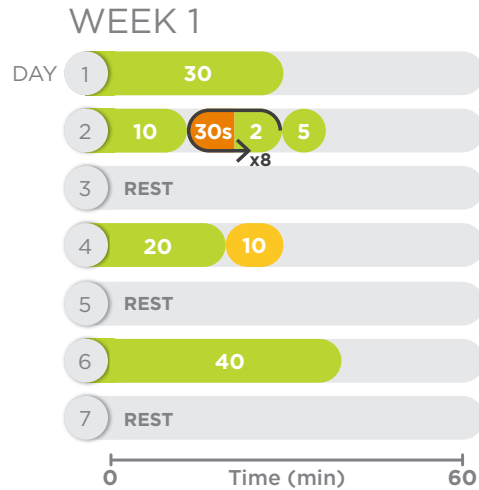 WEEK 1
DAY 1 30
2 10 30s 2 5
x8
3 REST
4 20 10
5 REST
6 40
7 REST
0 Time (min) 60